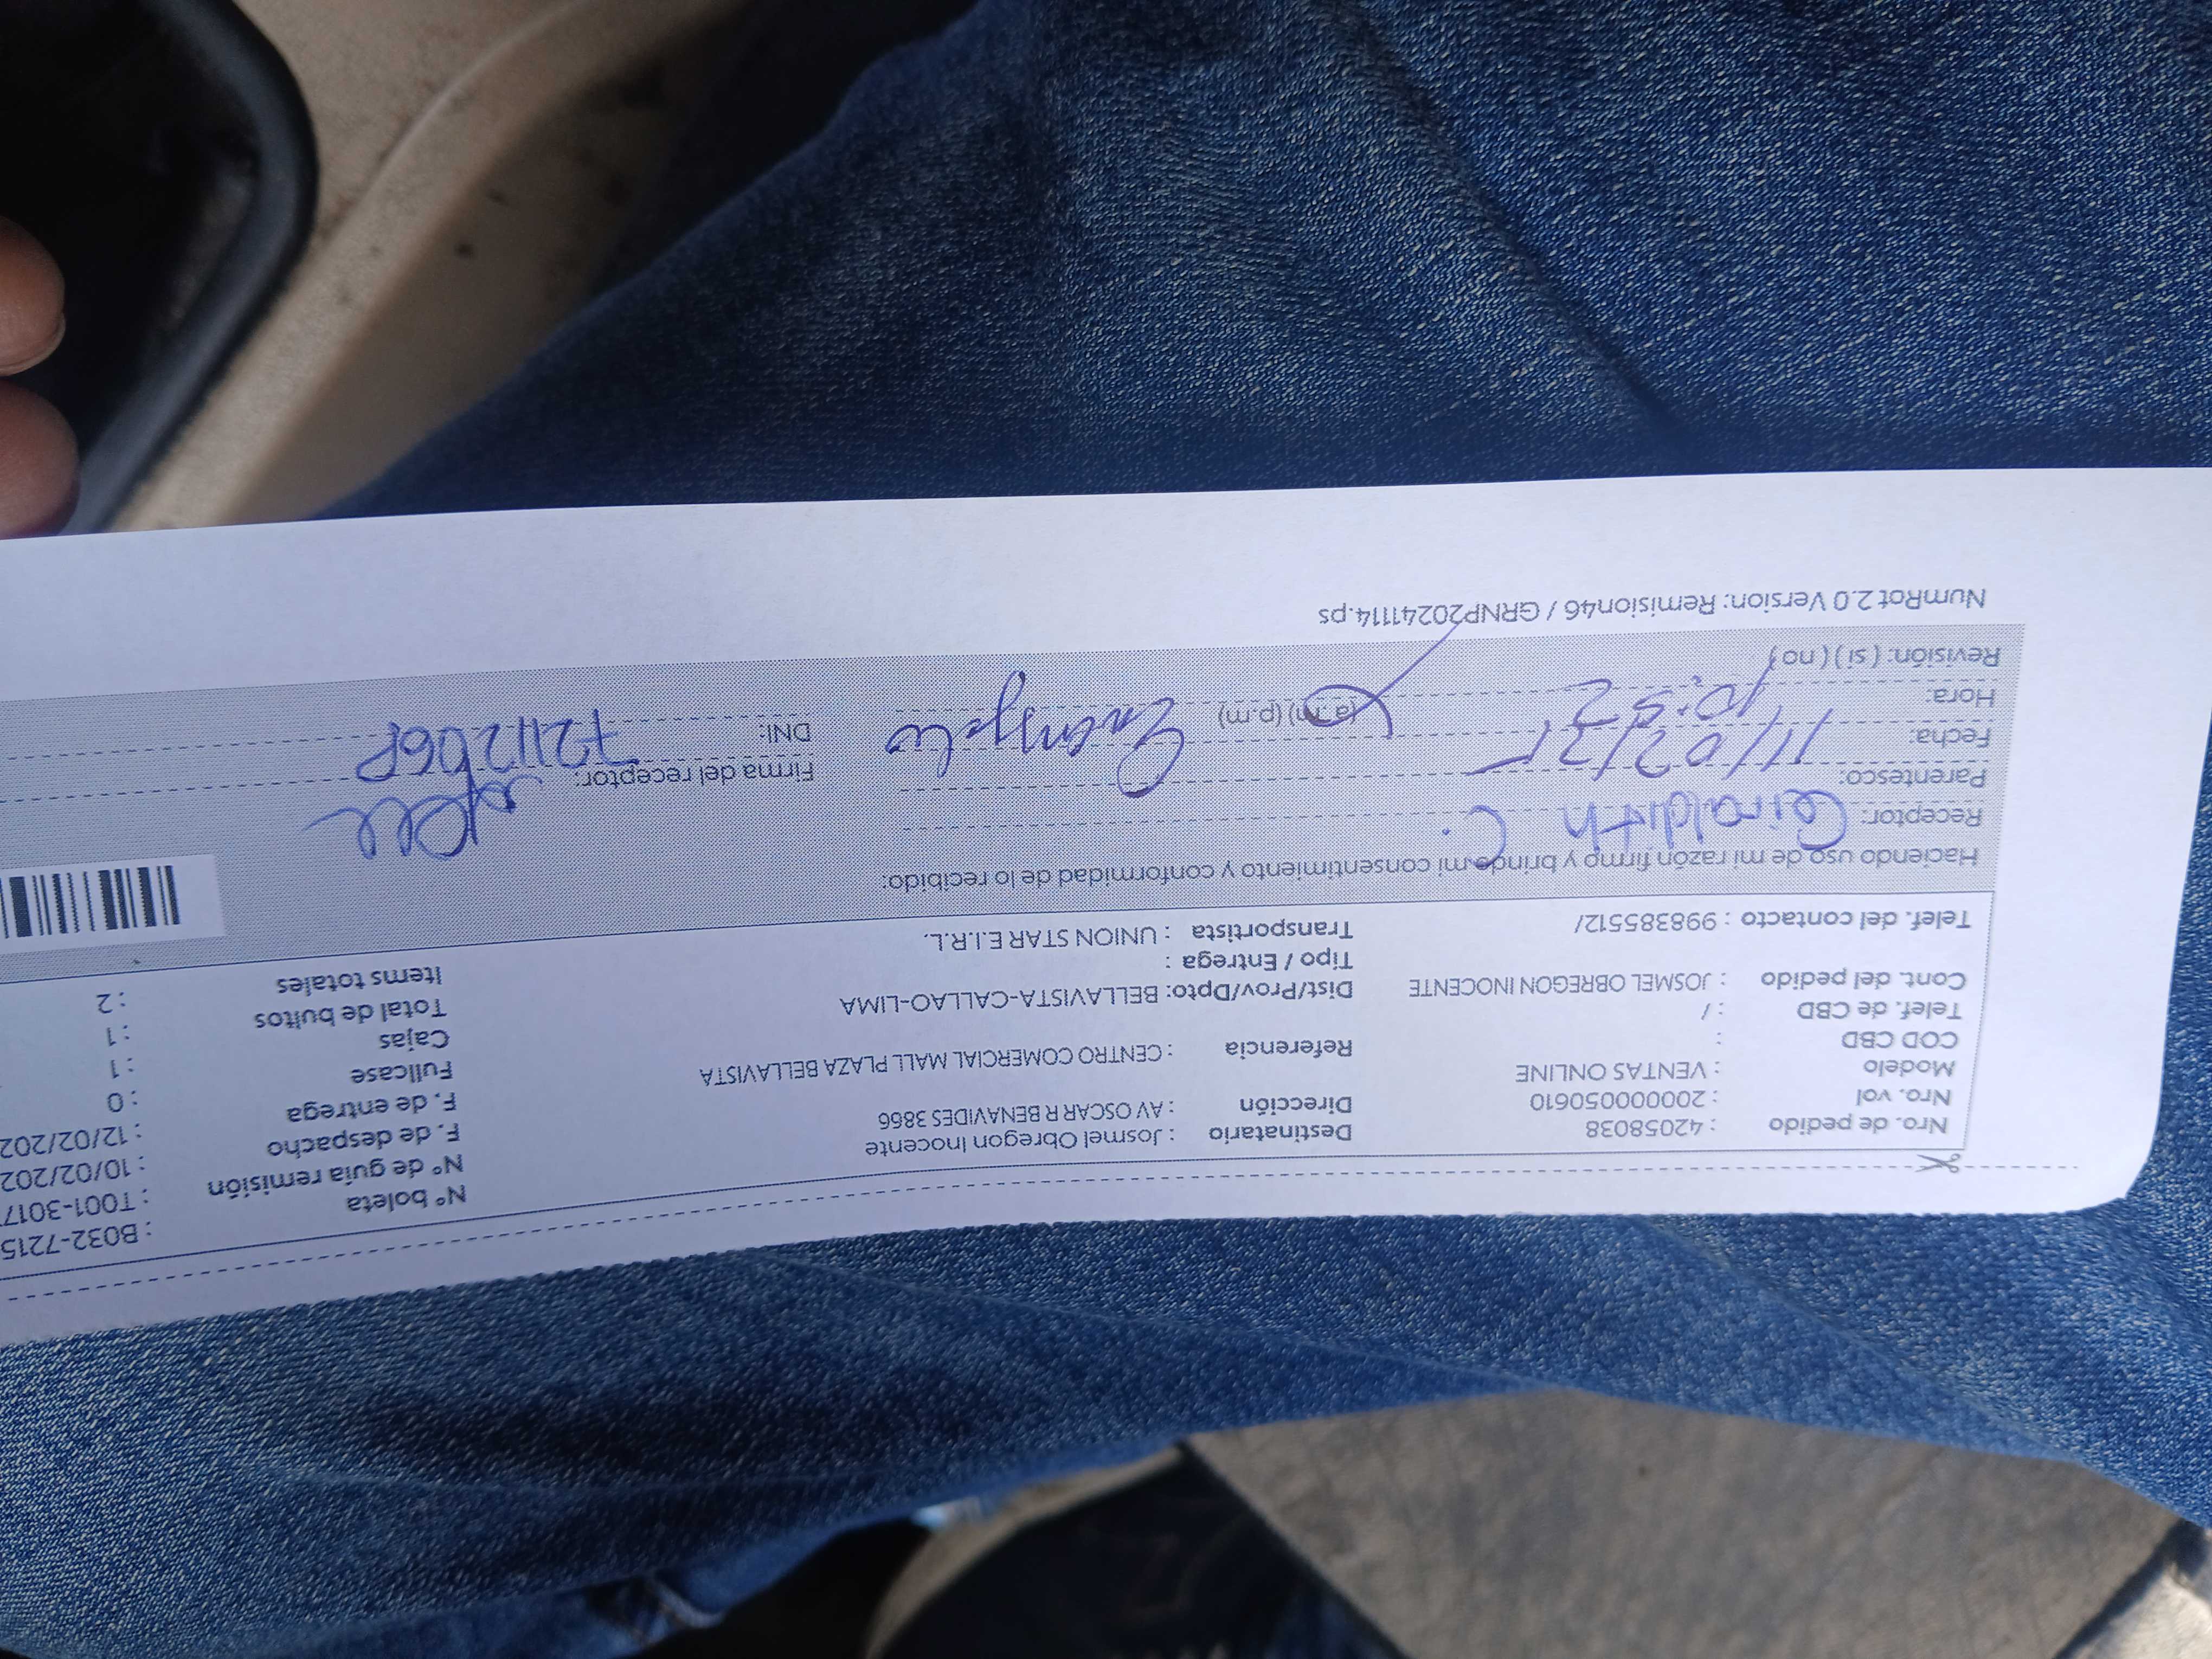 Nro. de pedido : 42058038
Nro. vol : 20000050610
Modelo : VENTAS ONLINE
COD CBD :
Telef. de CBD : /
Cont. del pedido : JOSMEL OBREGON INOCENTE
Telef. del contacto : 998385512/
Destinatario : Josmel Obregon Inocente
Dirección : AV OSCAR R BENAVIDES 3866
Referencia : CENTRO COMERCIAL MALL PLAZA BELLAVISTA
Dist/Prov/Dpto: BELLAVISTA-CALLAO-LIMA
Tipo / Entrega :
Transportista : UNION STAR E.I.R.L.
N° boleta : B032-7215
N° de guía remisión : T001-3017
F. de despacho : 10/02/202
F. de entrega : 12/02/202
Fullcase : 0
Cajas : 1
Total de bultos : 1
Items totales : 2
Haciendo uso de mi razón firmo y brindo mi consentimiento y conformidad de lo recibido:
Receptor: Geraldith C.
Parentesco:
Fecha: 11/02/25
Hora: 10:52 (a.m) (p.m)
Revisión: ( si ) ( no )
Firma del receptor:
DNI: 72112068
NumRot 2.0 Version: Remision46 / GRNP20241114.ps